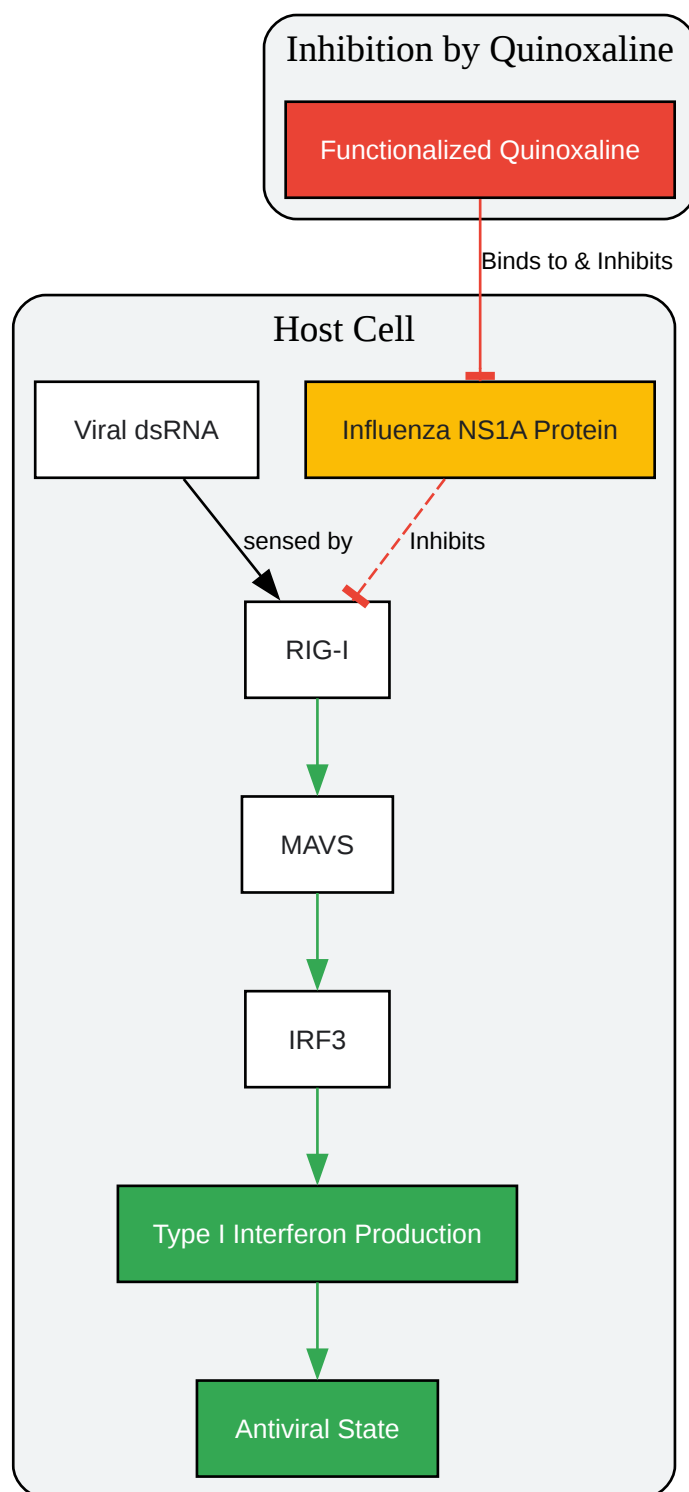 Inhibition by Quinoxaline
Functionalized Quinoxaline
Binds to & Inhibits
Host Cell
Viral dsRNA
Influenza NS1A Protein
sensed by
Inhibits
RIG-I
MAVS
IRF3
Type I Interferon Production
Antiviral State